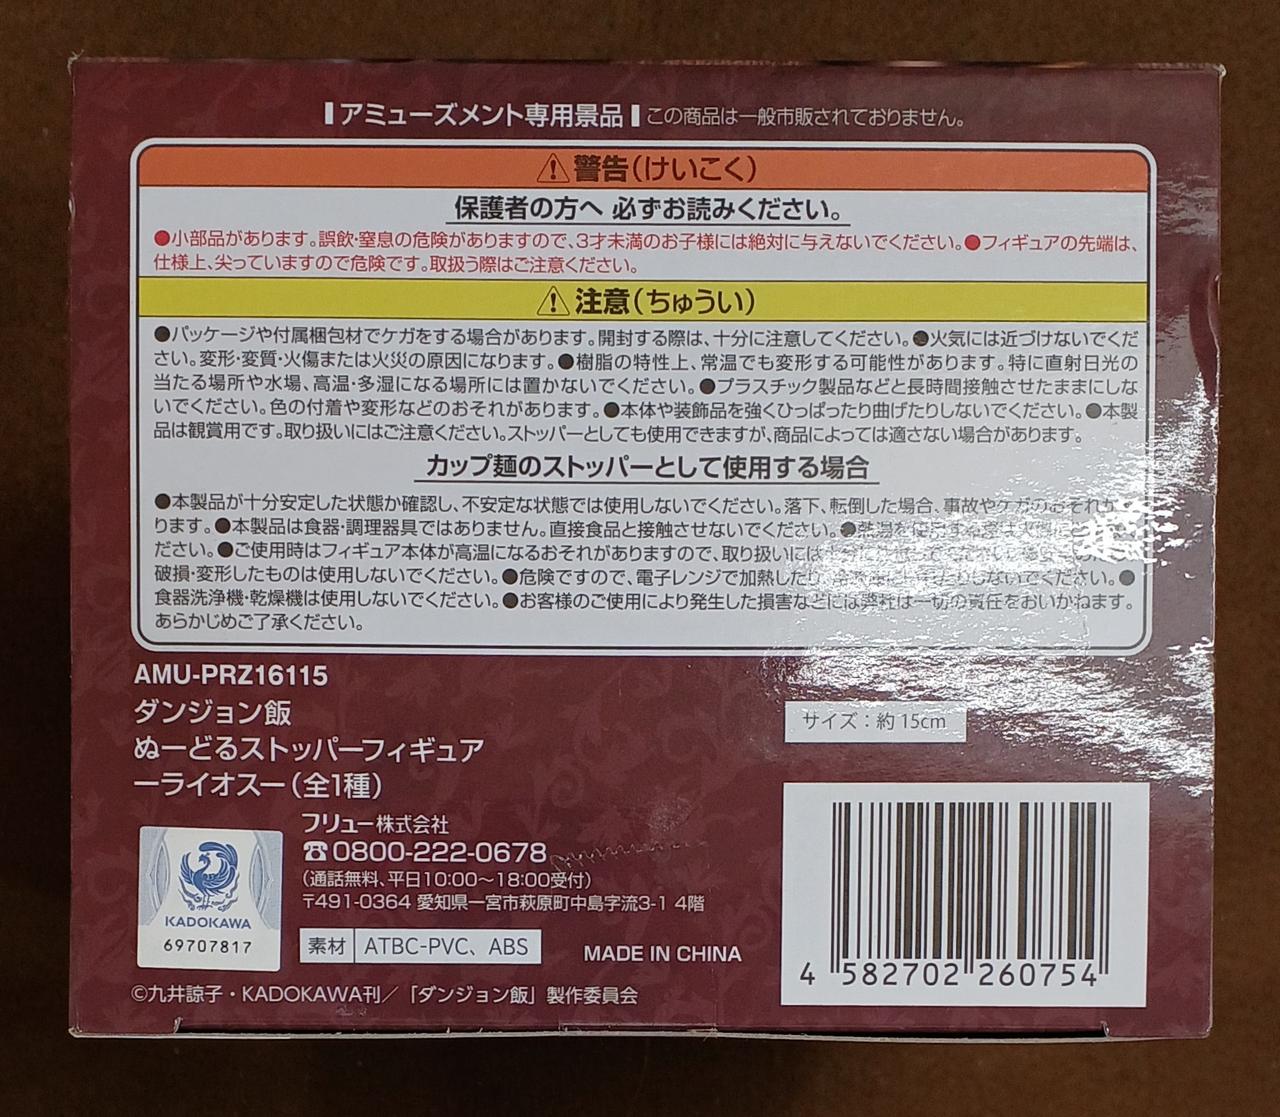 アミューズメント専用景品 この商品は一般市販されておりません。
⚠警告(けいこく)
保護者の方へ 必ずお読みください。
●小部品があります。誤飲・窒息の危険がありますので、3才未満のお子様には絶対に与えないでください。●フィギュアの先端は、
仕様上、尖っていますので危険です。取扱う際はご注意ください。
⚠注意(ちゅうい)
●パッケージや付属梱包材でケガをする場合があります。開封する際は、十分に注意してください。●火気には近づけないでくだ
さい。変形・変質・火傷または火災の原因になります。●樹脂の特性上、常温でも変形する可能性があります。特に直射日光の
当たる場所や水場、高温・多湿になる場所には置かないでください。●プラスチック製品などと長時間接触させたままにしな
いでください。色の付着や変形などのおそれがあります。●本体や装飾品を強くひっぱったり曲げたりしないでください。●本製
品は観賞用です。取り扱いにはご注意ください。ストッパーとしても使用できますが、商品によっては適さない場合があります。
カップ麺のストッパーとして使用する場合
●本製品が十分安定した状態か確認し、不安定な状態では使用しないでください。落下、転倒した場合、事故やケガのおそれがあ
ります。●本製品は食器・調理器具ではありません。直接食品と接触させないでください。●熱湯を使用する際は火傷に
ださい。●ご使用時はフィギュア本体が高温になるおそれがありますので、取り扱いには
破損・変形したものは使用しないでください。●危険ですので、電子レンジで加熱したり、しないでください。●
食器洗浄機・乾燥機は使用しないでください。●お客様のご使用により発生した損害などには弊社は一切の責任をおいかねます。
あらかじめご了承ください。
AMU-PRZ16115
ダンジョン飯
ぬーどるストッパーフィギュア
ーライオスー(全1種)
サイズ：約15cm
フリュー株式会社
☎0800-222-0678
(通話無料、平日10:00～18:00受付)
〒491-0364 愛知県一宮市萩原町中島字流3-1 4階
KADOKAWA
69707817
素材 ATBC-PVC、ABS
MADE IN CHINA
4 582702 260754
©九井諒子・KADOKAWA刊／「ダンジョン飯」製作委員会